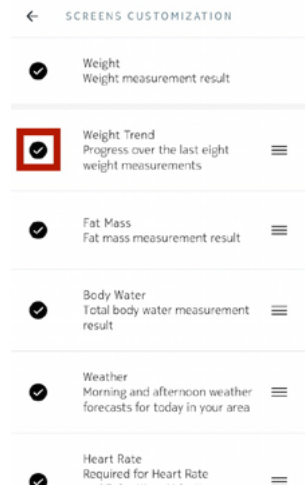 SCREENS CUSTOMIZATION
Weight
Weight measurement result
Weight Trend
Progress over the last eight
weight measurements
Fat Mass
Fat mass measurement result
Body Water
Total body water measurement
result
Weather
Morning and afternoon weather
forecasts for today in your area
Heart Rate
Required for Heart Rate